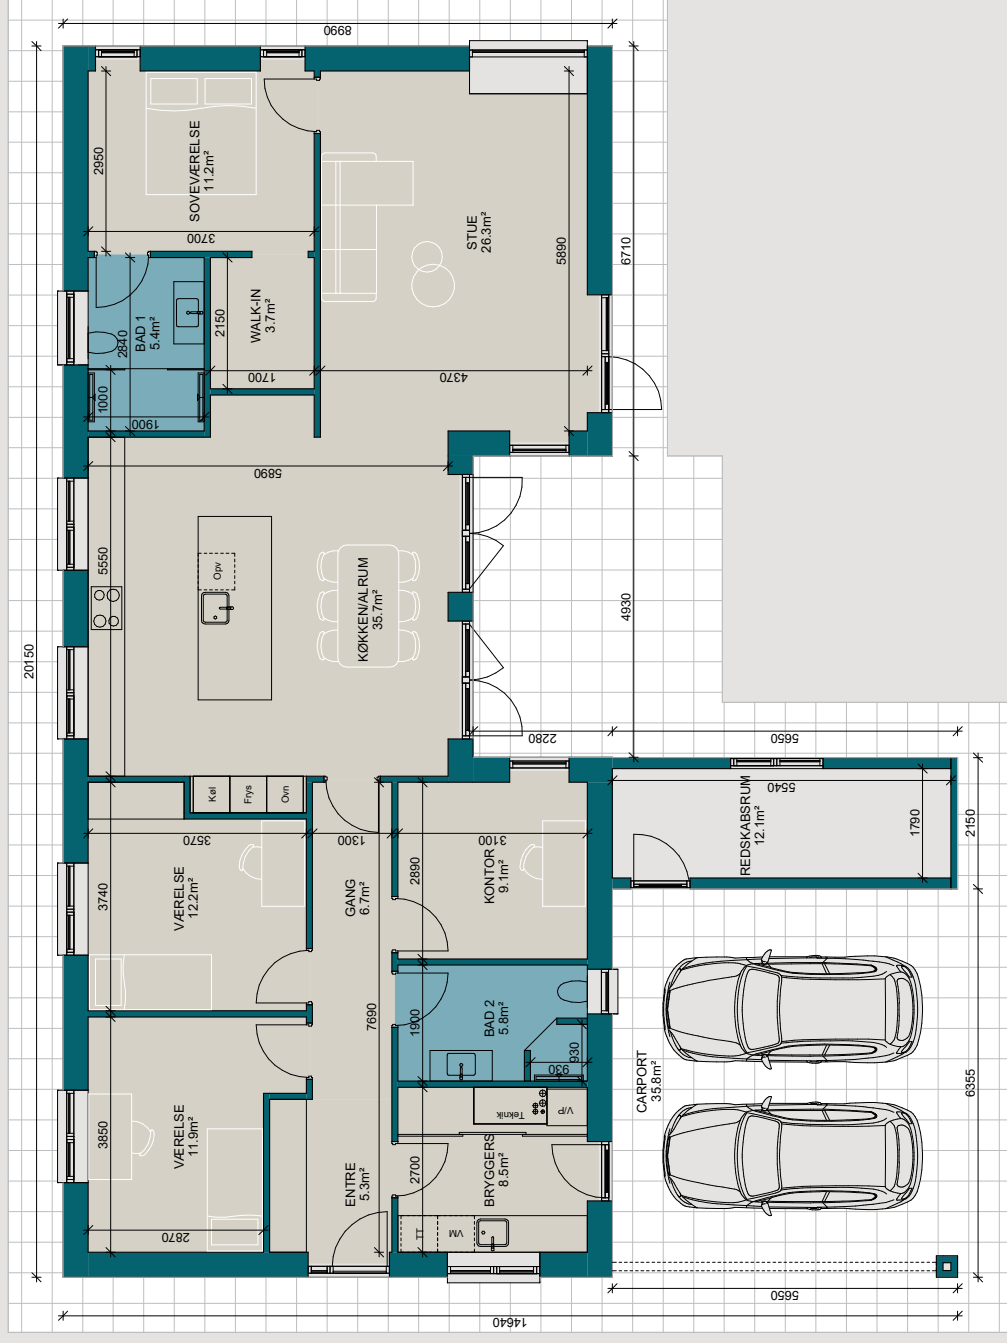 8990
2950
SOVEVÆRELSE
11.2m²
3700
STUE
26.3m²
5890
6710
2840
BAD 1
5.4m²
2150
WALK-IN
3.7m²
1000
1900
1700
4370
5890
5550
Opv
KØKKEN/ALRUM
35.7m²
4930
20150
2280
5650
Køl
Frys
Ovn
5540
REDSKABSRUM
12.1m²
1790
2150
3570
1300
3100
3740
VÆRELSE
12.2m²
GANG
6.7m²
2890
KONTOR
9.1m²
7690
1900
BAD 2
5.8m²
930
930
CARPORT
35.8m²
6355
3850
VÆRELSE
11.9m²
Teknik
V/P
ENTRE
5.3m²
2700
BRYGGERS
8.5m²
2870
TT
VM
5650
14640